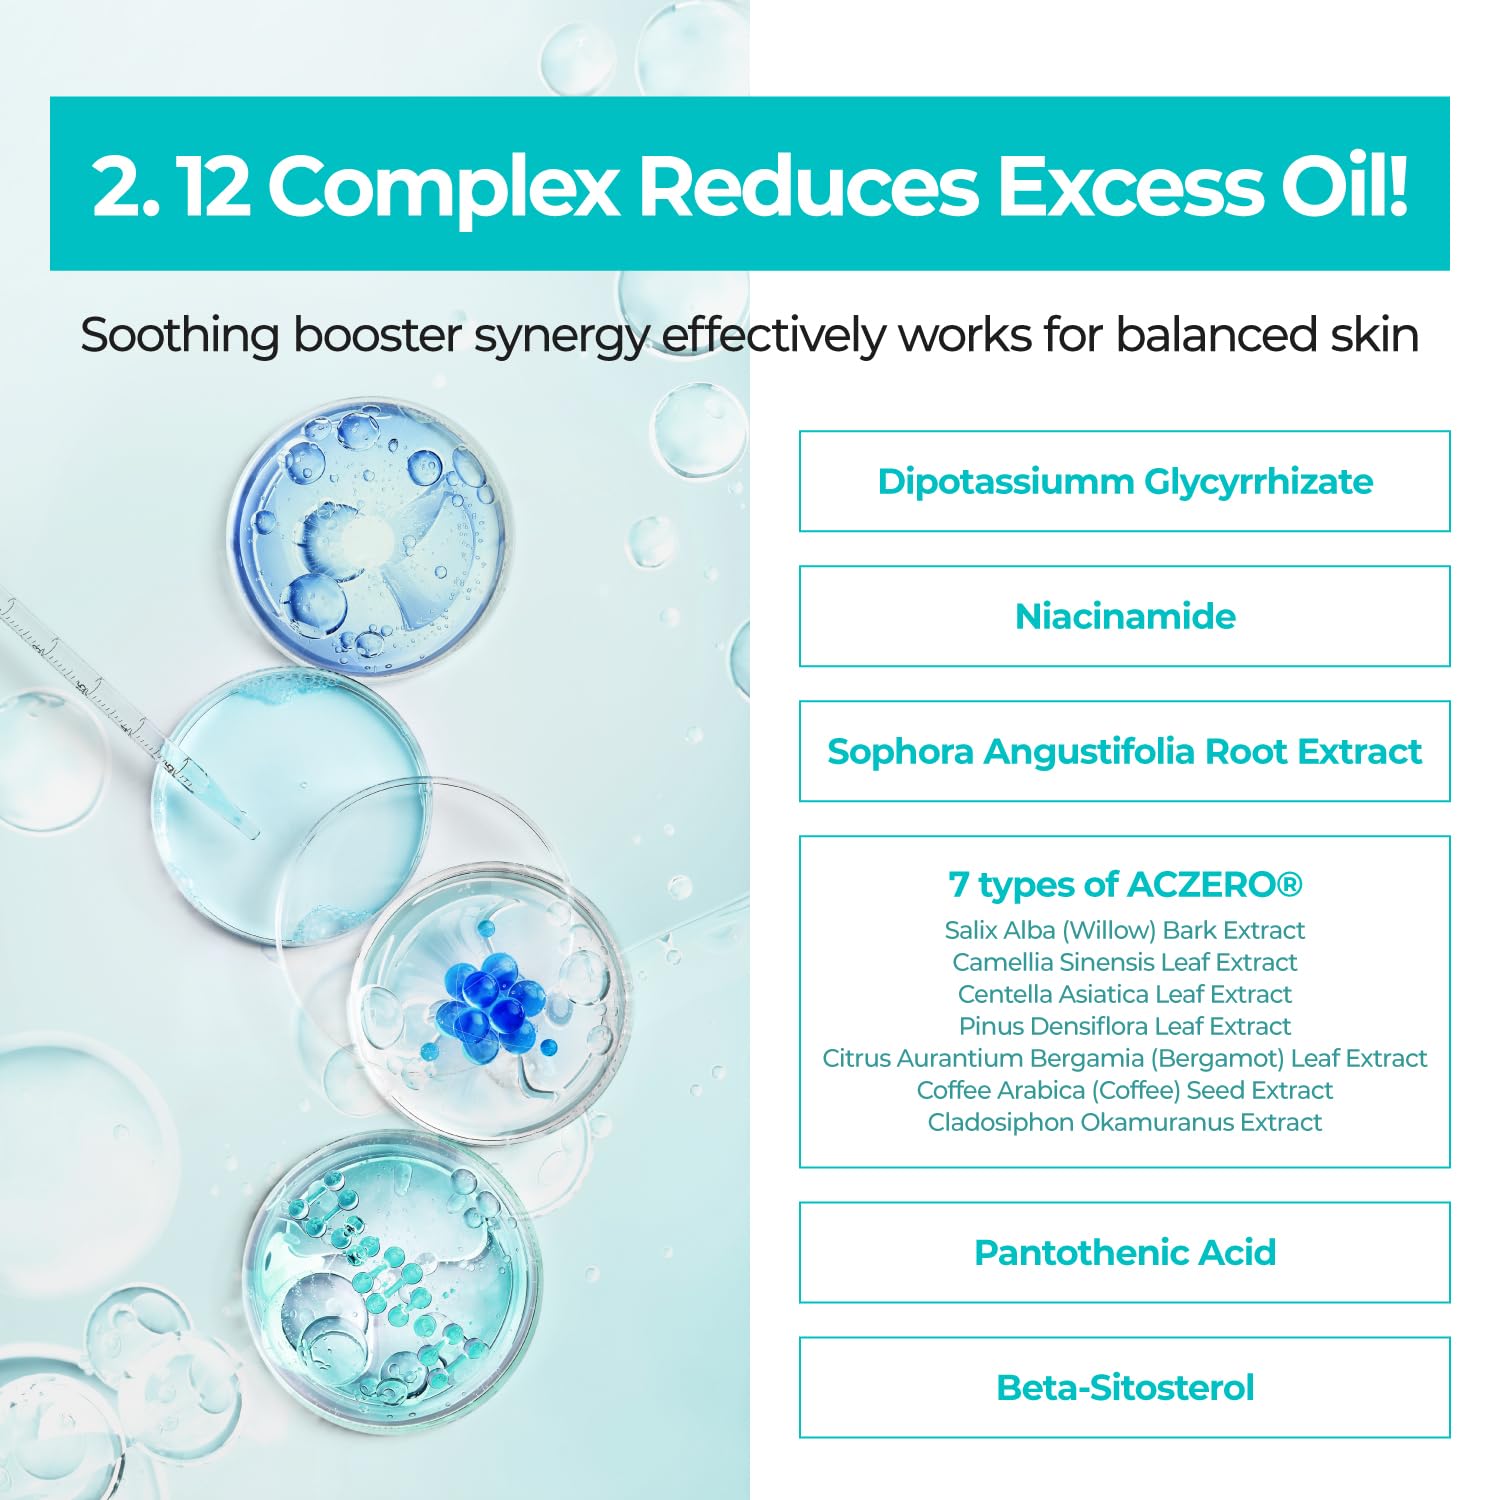 2. 12 Complex Reduces Excess Oil!
Soothing booster synergy effectively works for balanced skin
Dipotassiumm Glycyrrhizate
Niacinamide
Sophora Angustifolia Root Extract
7 types of ACZERO®
Salix Alba (Willow) Bark Extract
Camellia Sinensis Leaf Extract
Centella Asiatica Leaf Extract
Pinus Densiflora Leaf Extract
Citrus Aurantium Bergamia (Bergamot) Leaf Extract
Coffee Arabica (Coffee) Seed Extract
Cladosiphon Okamuranus Extract
Pantothenic Acid
Beta-Sitosterol